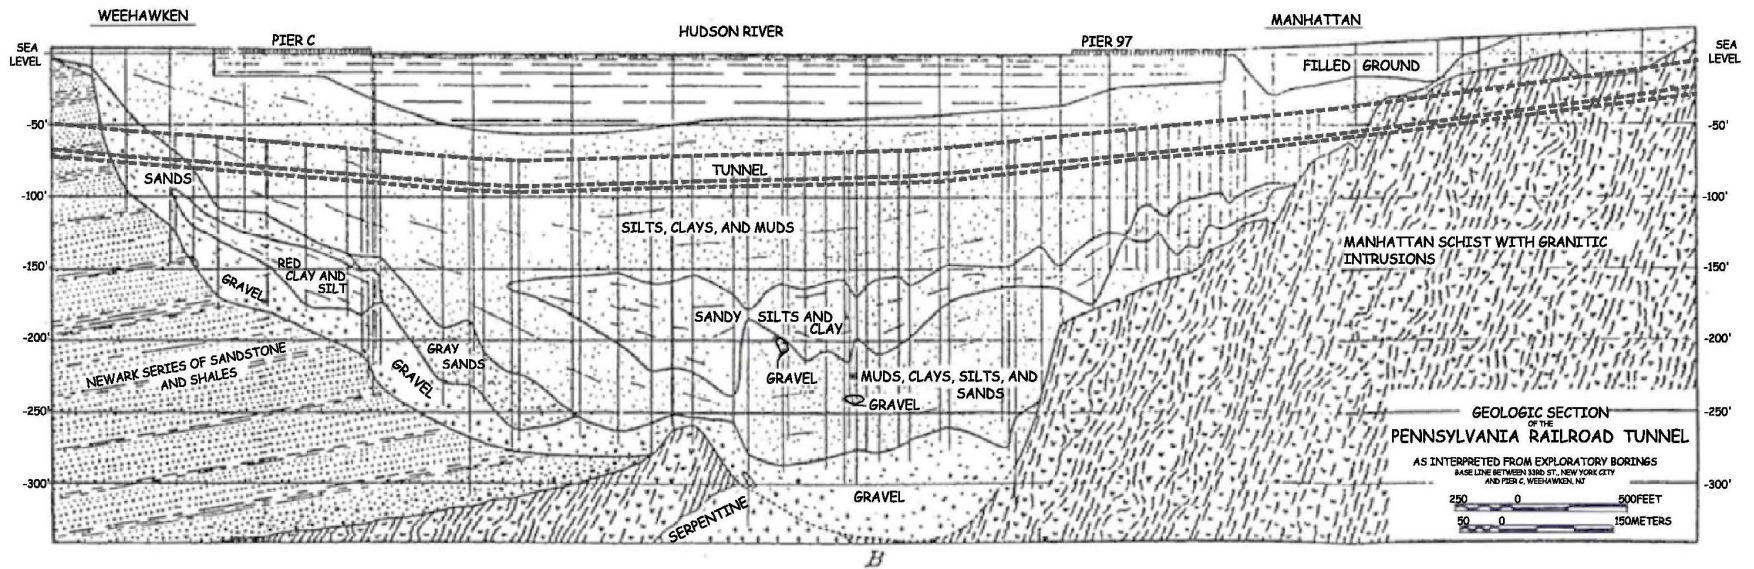 WEEHAWKEN
HUDSON RIVER
MANHATTAN
PIER C
PIER 97
SEA
LEVEL
SEA
LEVEL
FILLED GROUND
-50'
-50'
TUNNEL
SANDS
-100'
-100'
SILTS, CLAYS, AND MUDS
MANHATTAN SCHIST WITH GRANITIC
INTRUSIONS
-150'
-150'
RED
CLAY AND
SILT
GRAVEL
SANDY SILTS AND
CLAY
-200'
-200'
GRAY
SANDS
NEWARK SERIES OF SANDSTONE
AND SHALES
GRAVEL
GRAVEL
MUDS, CLAYS, SILTS, AND
SANDS
GRAVEL
-250'
-250'
GEOLOGIC SECTION
OF THE
PENNSYLVANIA RAILROAD TUNNEL
AS INTERPRETED FROM EXPLORATORY BORINGS
BASE LINE BETWEEN 33RD ST., NEW YORK CITY
AND PIER C, WEEHAWKEN, NJ
-300'
-300'
GRAVEL
SERPENTINE
250 0 500FEET
50 0 150METERS
B